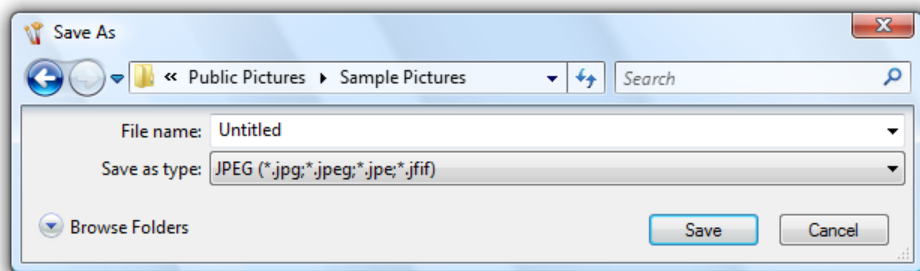 Save As
« Public Pictures ▸ Sample Pictures Search
File name: Untitled
Save as type: JPEG (*.jpg;*.jpeg;*.jpe;*.jfif)
Browse Folders Save Cancel